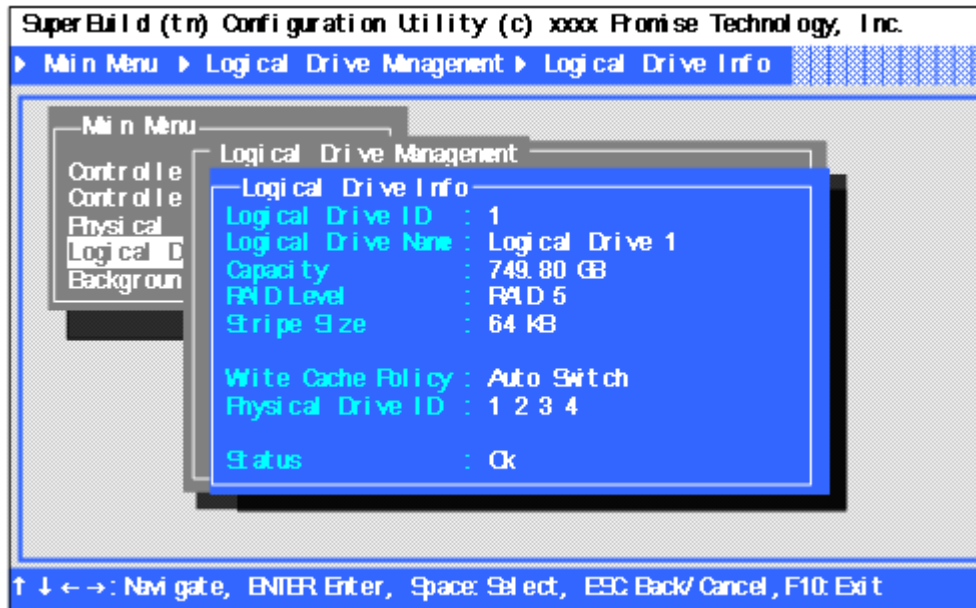 SuperBuild (tm) Configuration Utility (c) xxxx Promise Technology, Inc.
Main Menu Logical Drive Management Logical Drive Info
Main Menu
Controlle
Controlle
Physical
Logical D
Backgroun
Logical Drive Management
Logical Drive Info
Logical Drive ID : 1
Logical Drive Name : Logical Drive 1
Capacity : 749.80 GB
RAID Level : RAID 5
Stripe Size : 64 KB
Write Cache Policy : Auto Switch
Physical Drive ID : 1 2 3 4
Status : Ok
↑ ↓ ← →: Navigate, ENTER: Enter, Space: Select, ESC: Back/Cancel, F10: Exit